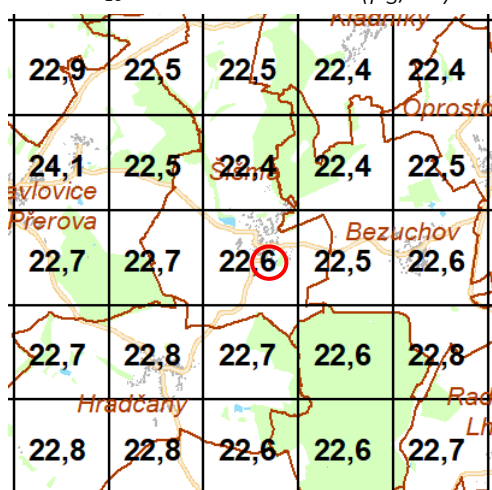 Kladníky
22,9 22,5 22,5 22,4 22,4
24,1 22,5 22,4 22,4 22,5
Přerova
Bezuchov
22,7 22,7 22,6 22,5 22,6
22,7 22,8 22,7 22,6 22,8
Hradčany
Rad
Lh
22,8 22,8 22,6 22,6 22,7